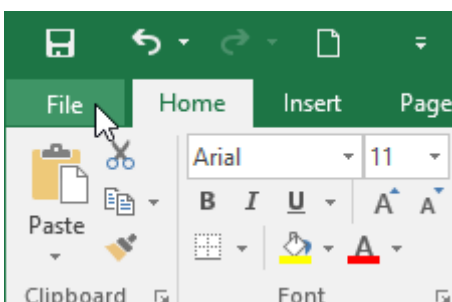 File Home Insert Page
Arial 11
B I U A A
Paste A
Clipboard Font